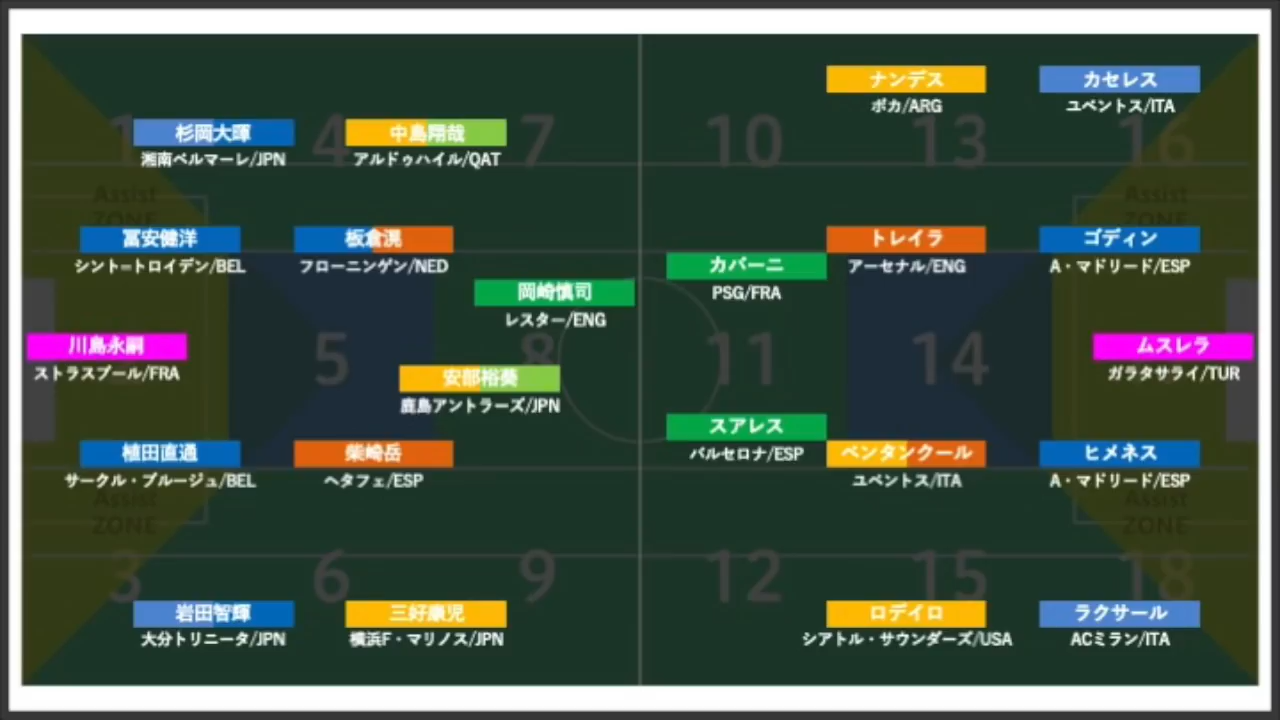 1
4
7
10
13
16
杉岡大暉
湘南ベルマーレ/JPN
中島翔哉
アルドゥハイル/QAT
ナンデス
ボカ/ARG
カセレス
ユベントス/ITA
Assist
ZONE
Assist
ZONE
冨安健洋
シント=トロイデン/BEL
板倉滉
フローニンゲン/NED
岡崎慎司
レスター/ENG
カバーニ
PSG/FRA
トレイラ
アーセナル/ENG
ゴディン
A・マドリード/ESP
川島永嗣
ストラスブール/FRA
5
8
11
14
安部裕葵
鹿島アントラーズ/JPN
ムスレラ
ガラタサライ/TUR
植田直通
サークル・ブルージュ/BEL
柴崎岳
ヘタフェ/ESP
スアレス
バルセロナ/ESP
ベンタンクール
ユベントス/ITA
ヒメネス
A・マドリード/ESP
Assist
ZONE
Assist
ZONE
3
6
9
12
15
18
岩田智輝
大分トリニータ/JPN
三好康児
横浜F・マリノス/JPN
ロデイロ
シアトル・サウンダーズ/USA
ラクサール
ACミラン/ITA